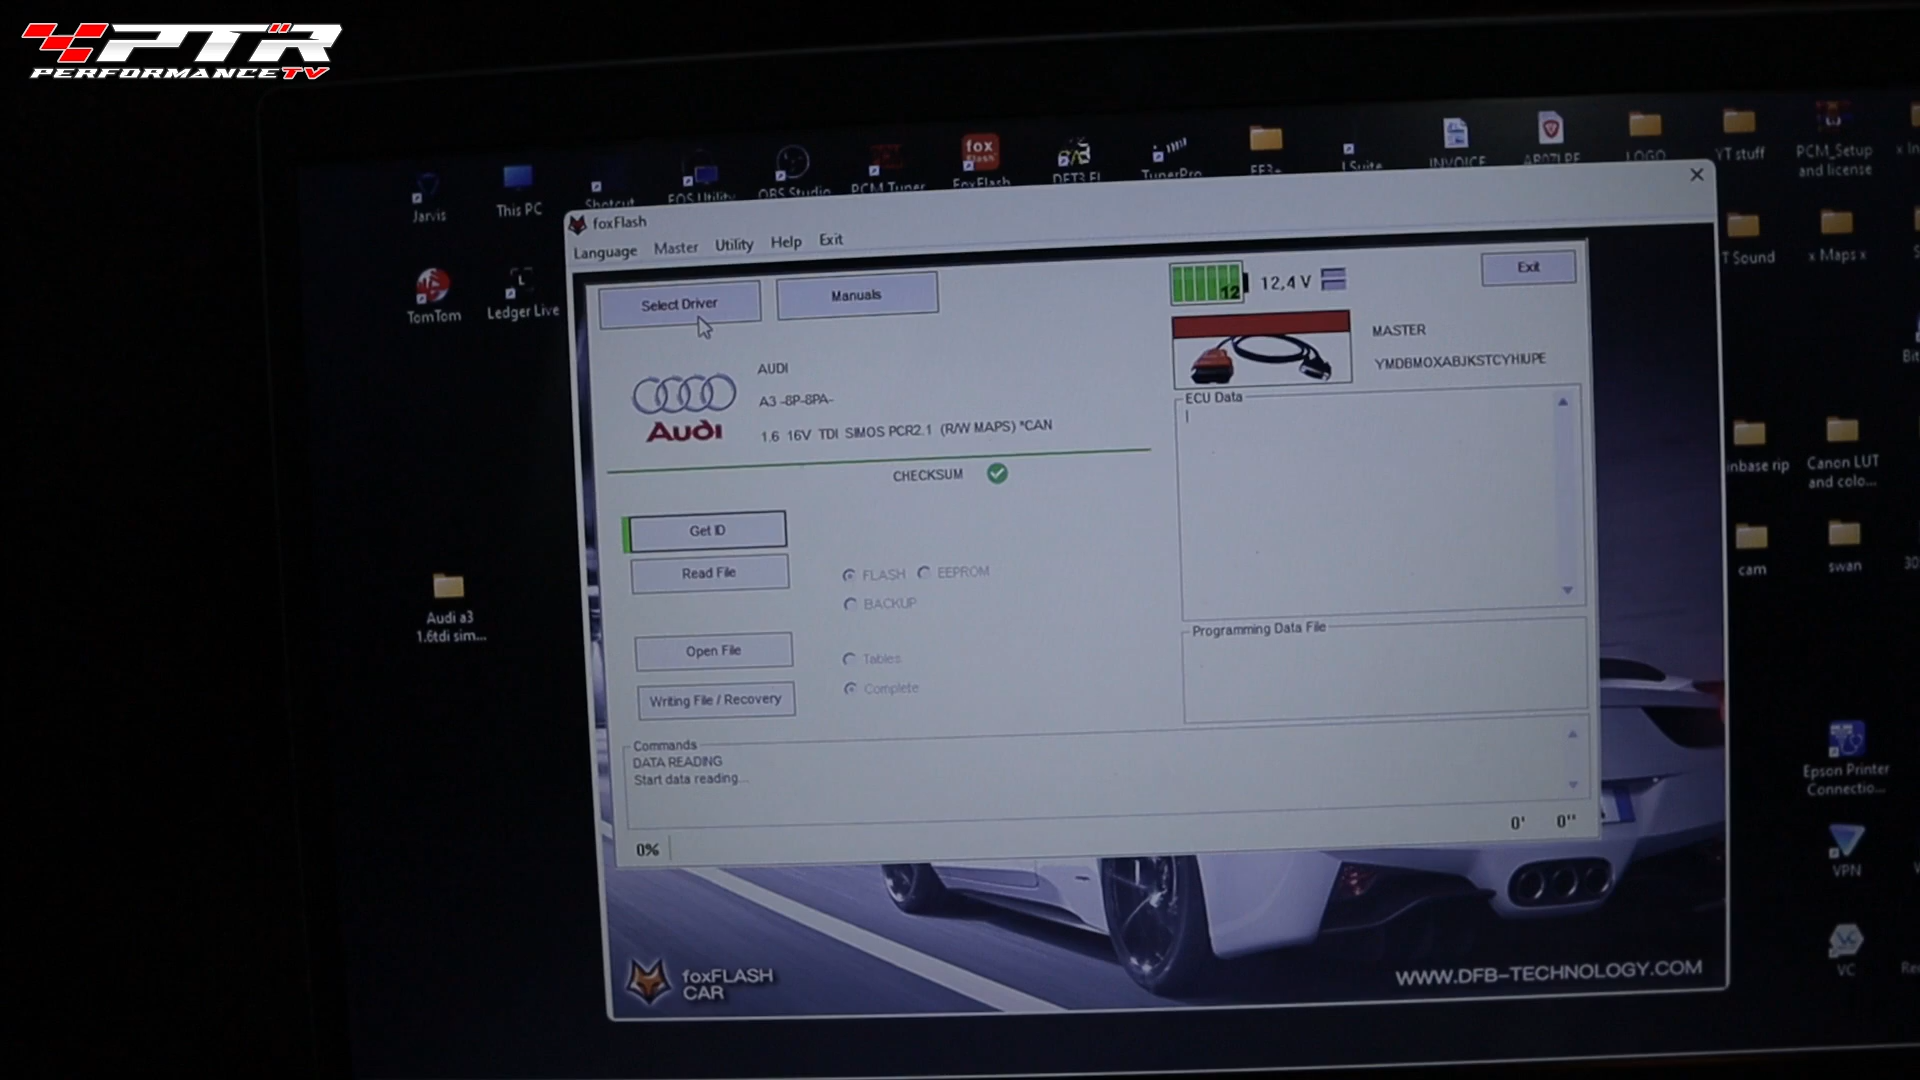 PTR
PERFORMANCETV
Jarvis
This PC
Shotcut
EOS Utility
OBS Studio
PCM Tuner
fox
Flash
FoxFlash
TunerPro
INVOICE
LOGO
YT stuff
PCM_Setup
and license
TomTom
Ledger Live
T Sound
x Maps x
foxFlash
Language Master Utility Help Exit
Select Driver
Manuals
12
12,4 V
Exit
MASTER
YMDBMOXABJKSTCYHIUPE
AUDI
A3 -8P-8PA-
1.6 16V TDI SIMOS PCR2.1 (R/W MAPS) *CAN
Audi
CHECKSUM
ECU Data
Get ID
Read File
FLASH
EEPROM
BACKUP
Open File
Tables
Writing File / Recovery
Complete
Programming Data File
Commands
DATA READING
Start data reading...
0%
0' 0''
Audi a3
1.6tdi sim...
inbase rip
Canon LUT
and colo...
cam
swan
Epson Printer
Connectio...
VPN
VC
foxFLASH
CAR
WWW.DFB-TECHNOLOGY.COM